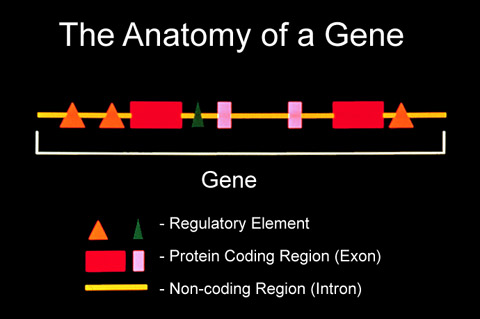 The Anatomy of a Gene
Gene
- Regulatory Element
- Protein Coding Region (Exon)
- Non-coding Region (Intron)